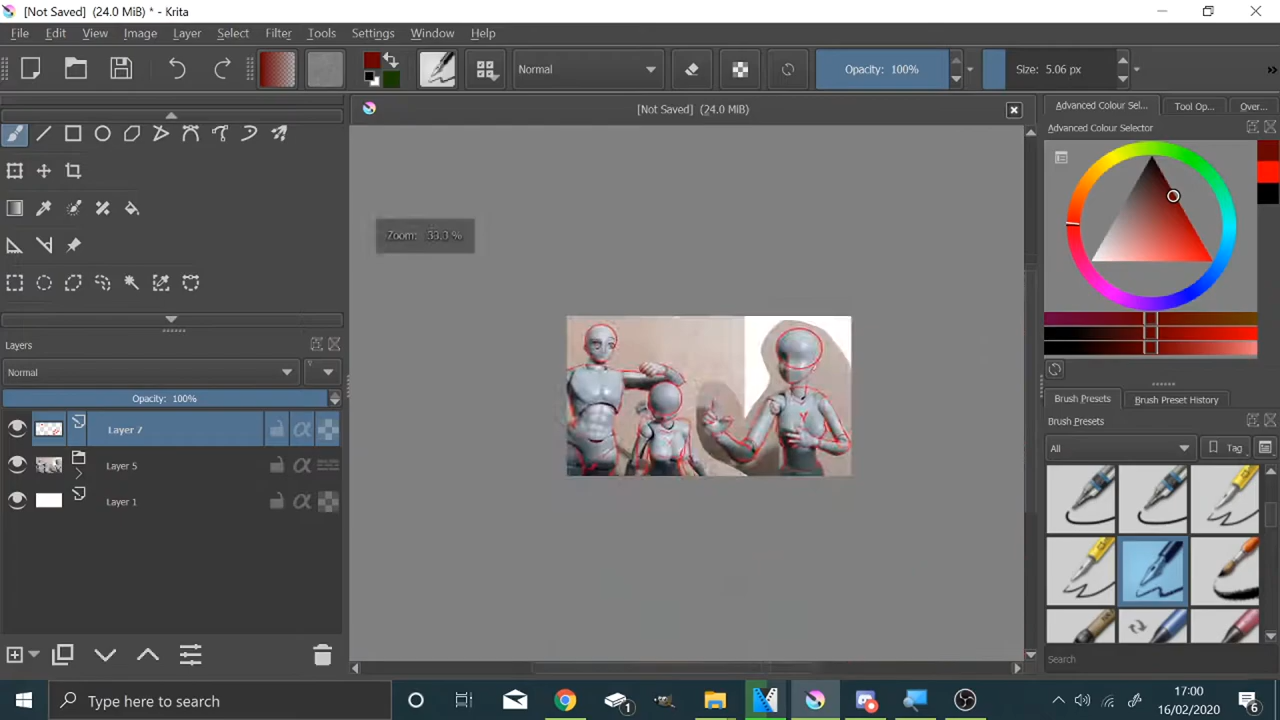 [Not Saved] (24.0 MiB) * - Krita
File Edit View Image Layer Select Filter Tools Settings Window Help
Normal
Opacity: 100%
Size: 5.06 px
[Not Saved] (24.0 MiB)
Advanced Colour Sel...
Tool Op...
Over...
Advanced Colour Selector
Zoom: 33.3 %
Layers
Normal
Opacity: 100%
Layer 7
Layer 5
Layer 1
Brush Presets
Brush Preset History
Brush Presets
All
Tag
Search
Type here to search
1
17:00
16/02/2020
6